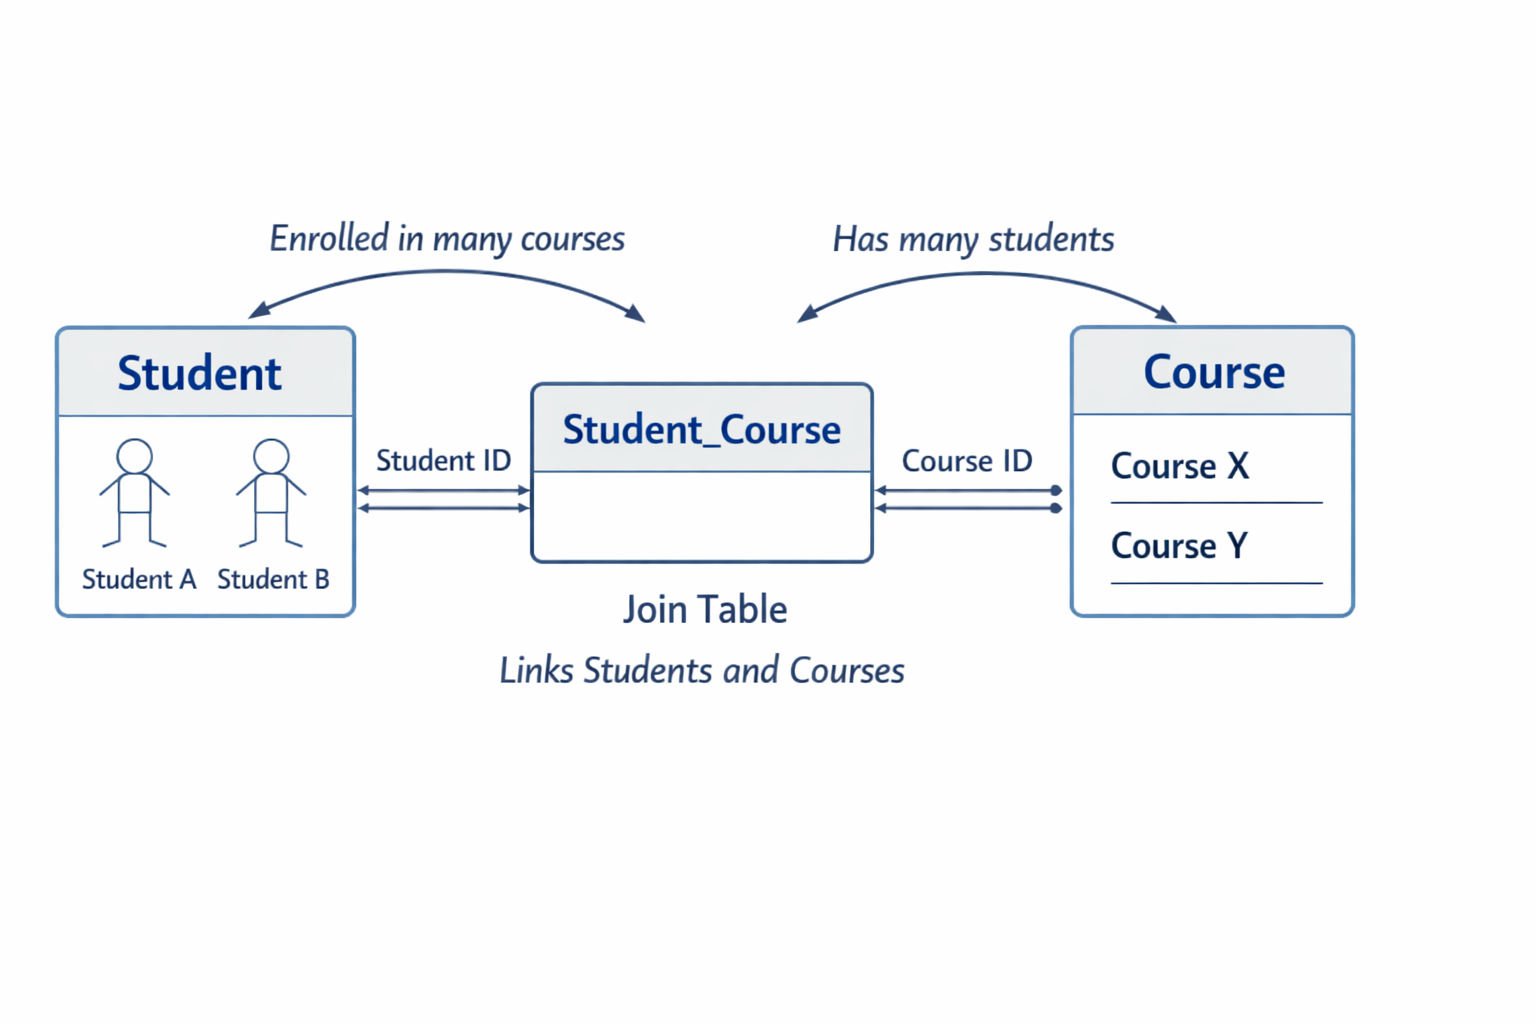 Enrolled in many courses
Has many students
Student
Student A
Student B
Student ID
Student_Course
Join Table
Links Students and Courses
Course ID
Course
Course X
Course Y